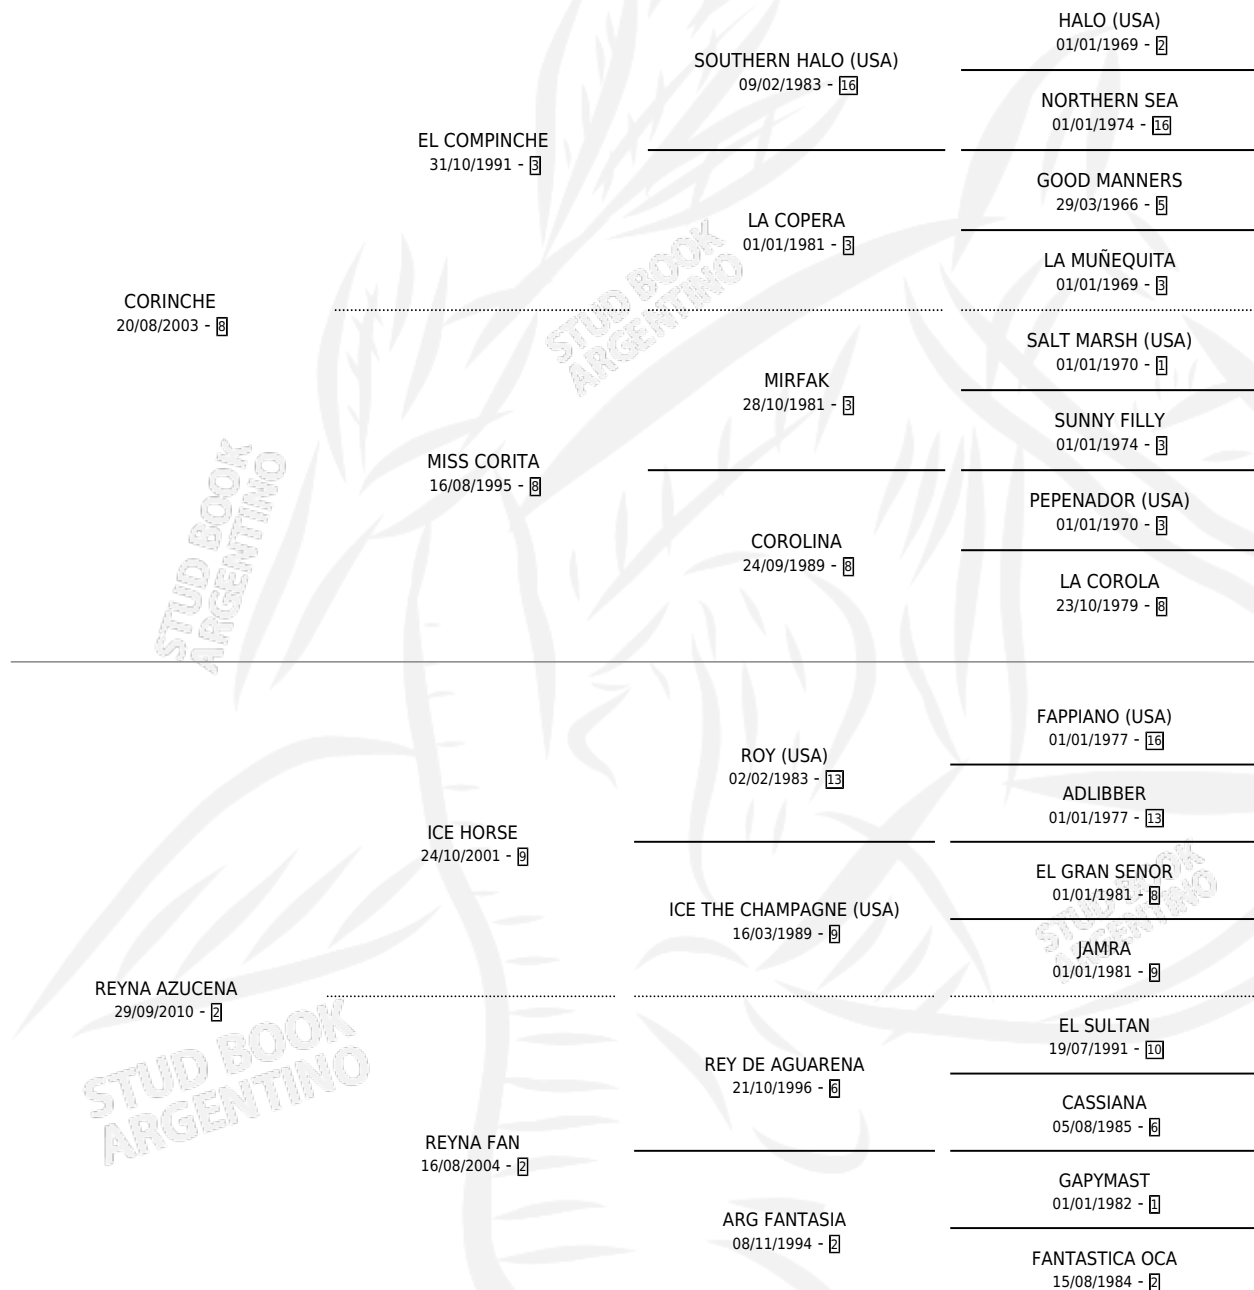 HALO (USA)
01/01/1969 - 2
SOUTHERN HALO (USA)
09/02/1983 - 16
NORTHERN SEA
01/01/1974 - 16
EL COMPINCHE
31/10/1991 - 3
GOOD MANNERS
29/03/1966 - 5
LA COPERA
01/01/1981 - 3
LA MUÑEQUITA
01/01/1969 - 3
CORINCHE
20/08/2003 - 8
STUD BOOK
ARGENTINO
SALT MARSH (USA)
01/01/1970 - 1
MIRFAK
28/10/1981 - 3
SUNNY FILLY
01/01/1974 - 3
MISS CORITA
16/08/1995 - 8
PEPENADOR (USA)
01/01/1970 - 3
COROLINA
24/09/1989 - 8
LA COROLA
23/10/1979 - 8
STUD BOOK
ARGENTINO
FAPPIANO (USA)
01/01/1977 - 16
ROY (USA)
02/02/1983 - 13
ADLIBBER
01/01/1977 - 13
ICE HORSE
24/10/2001 - 9
EL GRAN SENOR
01/01/1981 - 8
ICE THE CHAMPAGNE (USA)
16/03/1989 - 9
STUD BOOK
ARGENTINO
JAMRA
01/01/1981 - 9
REYNA AZUCENA
29/09/2010 - 2
EL SULTAN
19/07/1991 - 10
REY DE AGUARENA
21/10/1996 - 6
CASSIANA
05/08/1985 - 6
STUD BOOK
ARGENTINO
REYNA FAN
16/08/2004 - 2
GAPYMAST
01/01/1982 - 1
ARG FANTASIA
08/11/1994 - 2
FANTASTICA OCA
15/08/1984 - 2